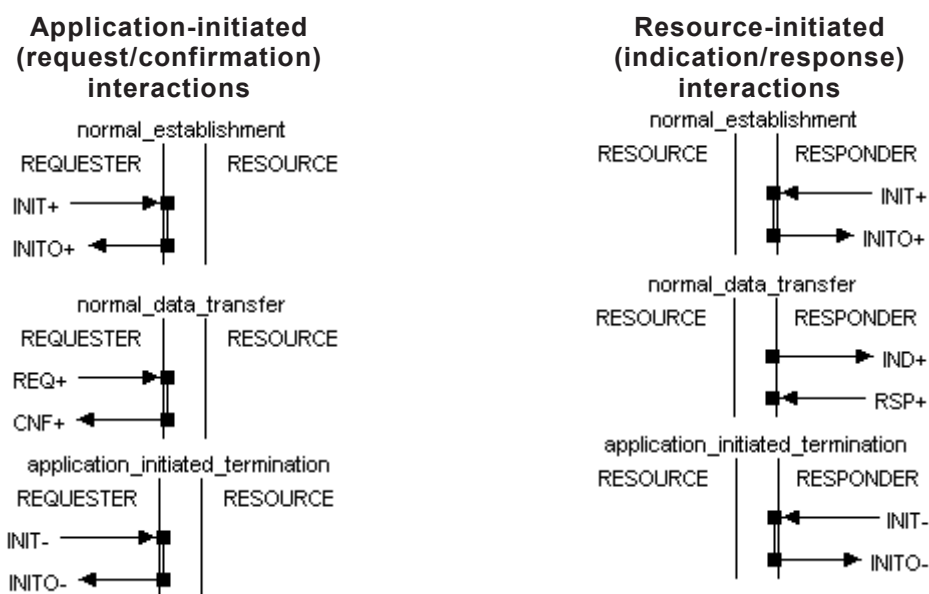 Application-initiated
(request/confirmation)
interactions
normal_establishment
REQUESTER RESOURCE
INIT+
INITO+
normal_data_transfer
REQUESTER RESOURCE
REQ+
CNF+
application_initiated_termination
REQUESTER RESOURCE
INIT-
INITO-
Resource-initiated
(indication/response)
interactions
normal_establishment
RESOURCE RESPONDER
INIT+
INITO+
normal_data_transfer
RESOURCE RESPONDER
IND+
RSP+
application_initiated_termination
RESOURCE RESPONDER
INIT-
INITO-